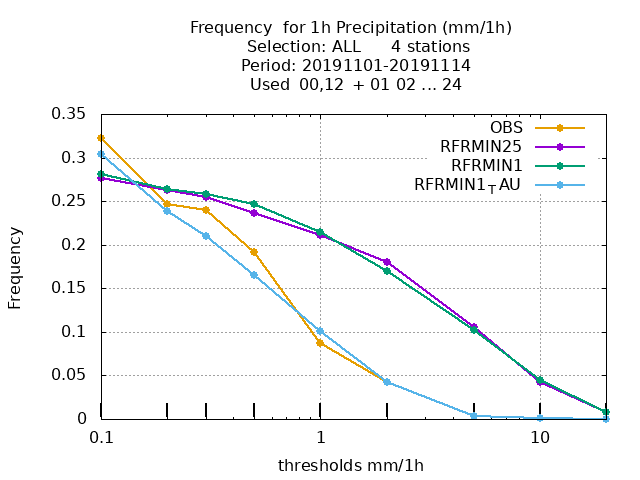 Frequency  for 1h Precipitation (mm/1h)
Selection: ALL      4 stations
Period: 20191101-20191114
Used  00,12  + 01 02 ... 24
OBS
RFRMIN25
RFRMIN1
RFRMIN1TAU
0.35
0.3
0.25
0.2
0.15
0.1
0.05
0
Frequency
0.1 1 10
thresholds mm/1h